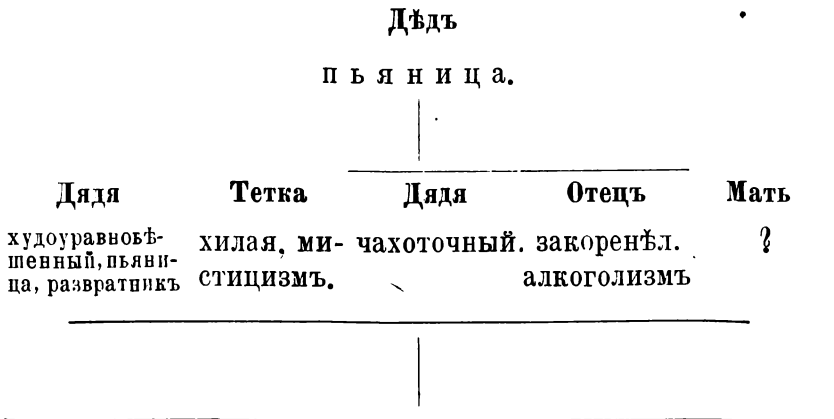 Дѣдъ
пьяница.
Дядя Тетка Дядя Отецъ Мать
худоуравновѣ- хилая, ми- чахоточный. закоренѣл. ?
шенный, пьяни- стицизмъ. алкоголизмъ
ца, развратникъ